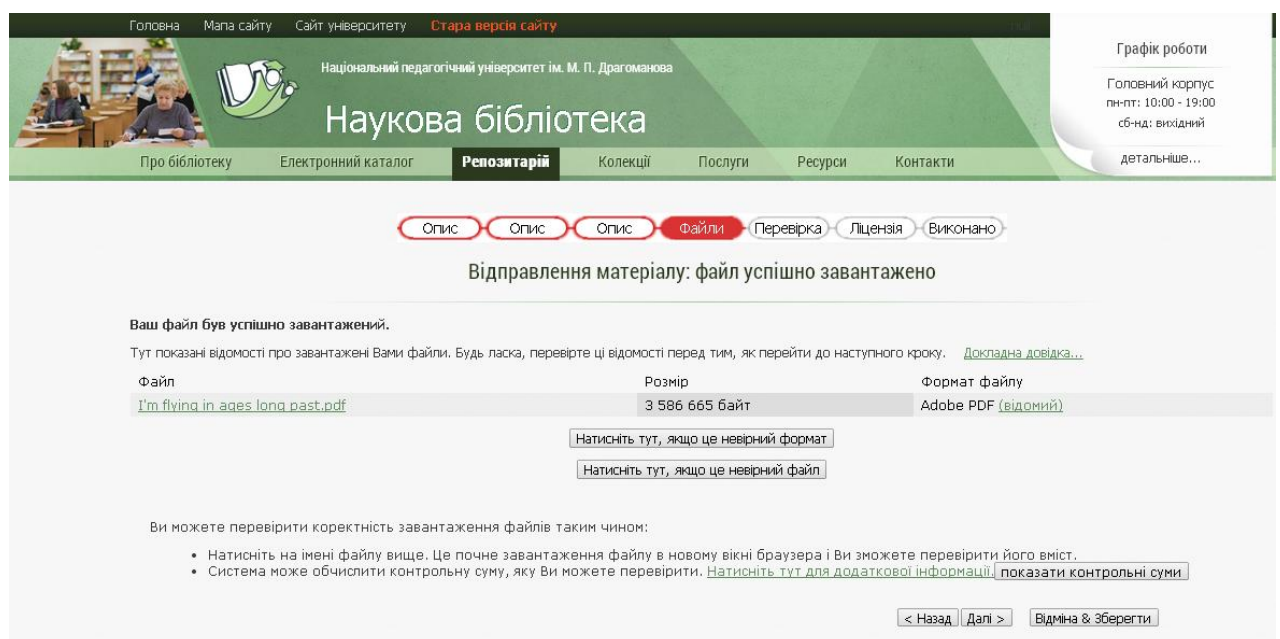 Головна Мапа сайту Сайт університету Стара версія сайту
Графік роботи
Національний педагогічний університет ім. М. П. Драгоманова
Головний корпус
пн-пт: 10:00 - 19:00
Наукова бібліотека
сб-нд: вихідний
Про бібліотеку Електронний каталог Репозитарій Колекції Послуги Ресурси Контакти
детальніше...
Опис Опис Опис Файли Перевірка Ліцензія Виконано
Відправлення матеріалу: файл успішно завантажено
Ваш файл був успішно завантажений.
Тут показані відомості про завантажені Вами файли. Будь ласка, перевірте ці відомості перед тим, як перейти до наступного кроку. Докладна довідка...
Файл Розмір Формат файлу
I'm flying in ages long past.pdf 3 586 665 байт Adobe PDF (відомий)
Натисніть тут, якщо це невірний формат
Натисніть тут, якщо це невірний файл
Ви можете перевірити коректність завантаження файлів таким чином:
• Натисніть на імені файлу вище. Це почне завантаження файлу в новому вікні браузера і Ви зможете перевірити його вміст.
• Система може обчислити контрольну суму, яку Ви можете перевірити. Натисніть тут для додаткової інформації. показати контрольні суми
< Назад Далі > Відміна & Зберегти